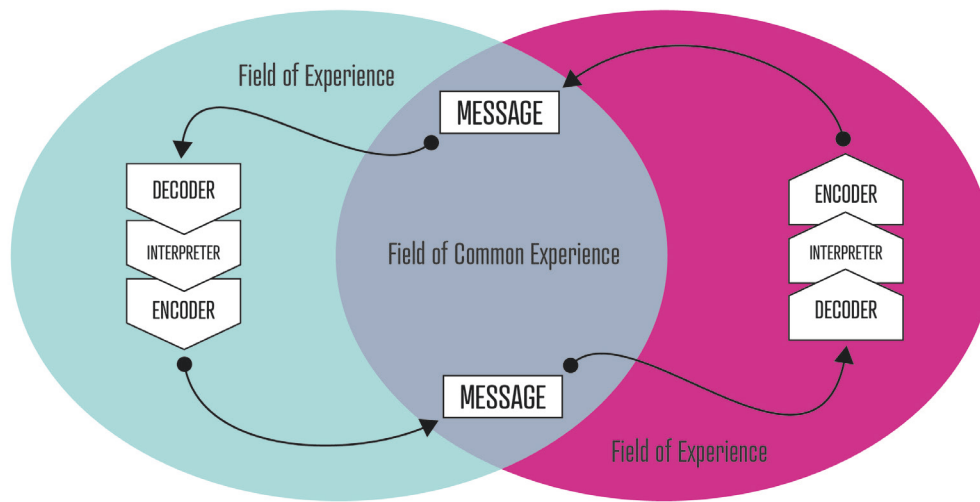 Field of Experience
MESSAGE
DECODER
INTERPRETER
ENCODER
Field of Common Experience
ENCODER
INTERPRETER
DECODER
MESSAGE
Field of Experience